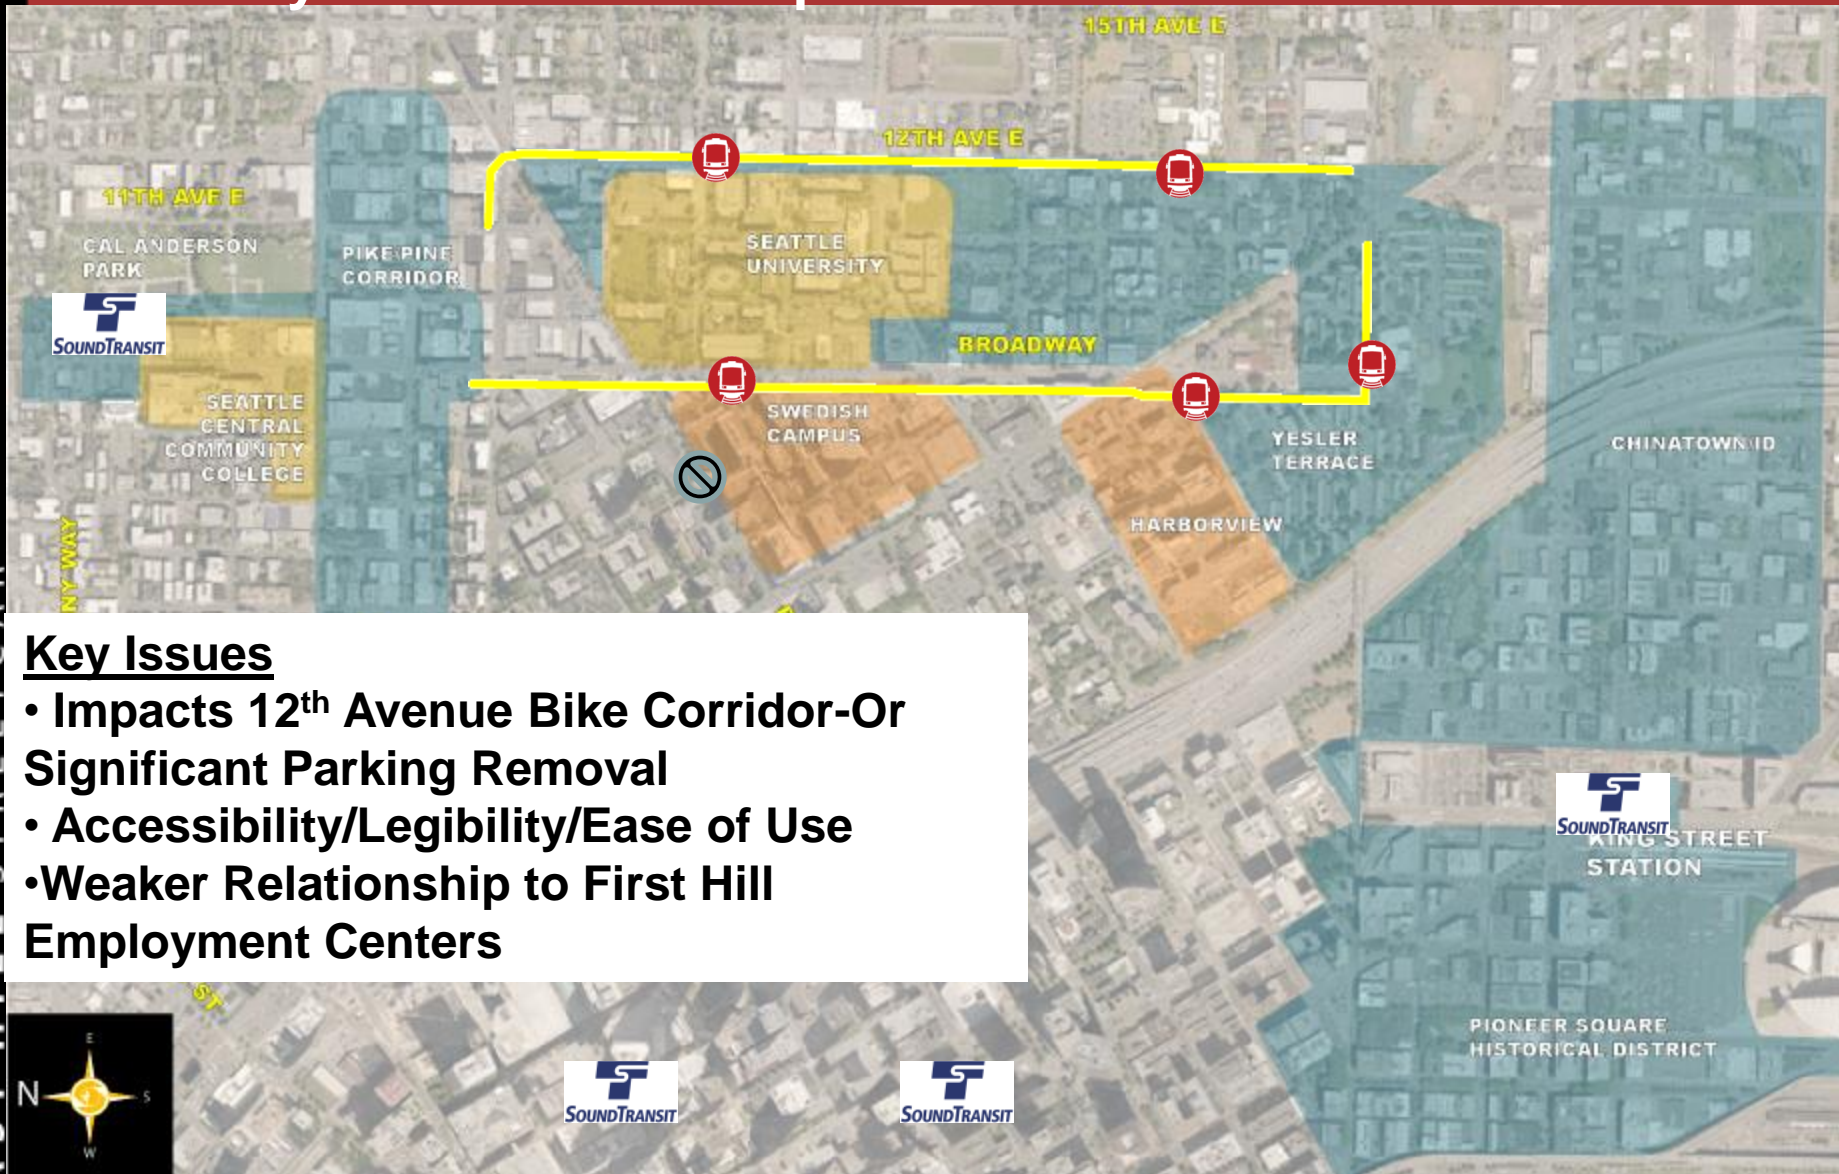 15TH AVE E
12TH AVE E
11TH AVE E
CAL ANDERSON
PARK
PIKE/PINE
CORRIDOR
SEATTLE
UNIVERSITY
SOUNDTRANSIT
BROADWAY
SEATTLE
CENTRAL
COMMUNITY
COLLEGE
SWEDISH
CAMPUS
YESLER
TERRACE
CHINATOWN/ID
HARBORVIEW
NY WAY
Key Issues
• Impacts 12th Avenue Bike Corridor-Or
Significant Parking Removal
• Accessibility/Legibility/Ease of Use
•Weaker Relationship to First Hill
Employment Centers
SOUNDTRANSIT
KING STREET
STATION
ST
PIONEER SQUARE
HISTORICAL DISTRICT
E
N
S
W
SOUNDTRANSIT
SOUNDTRANSIT